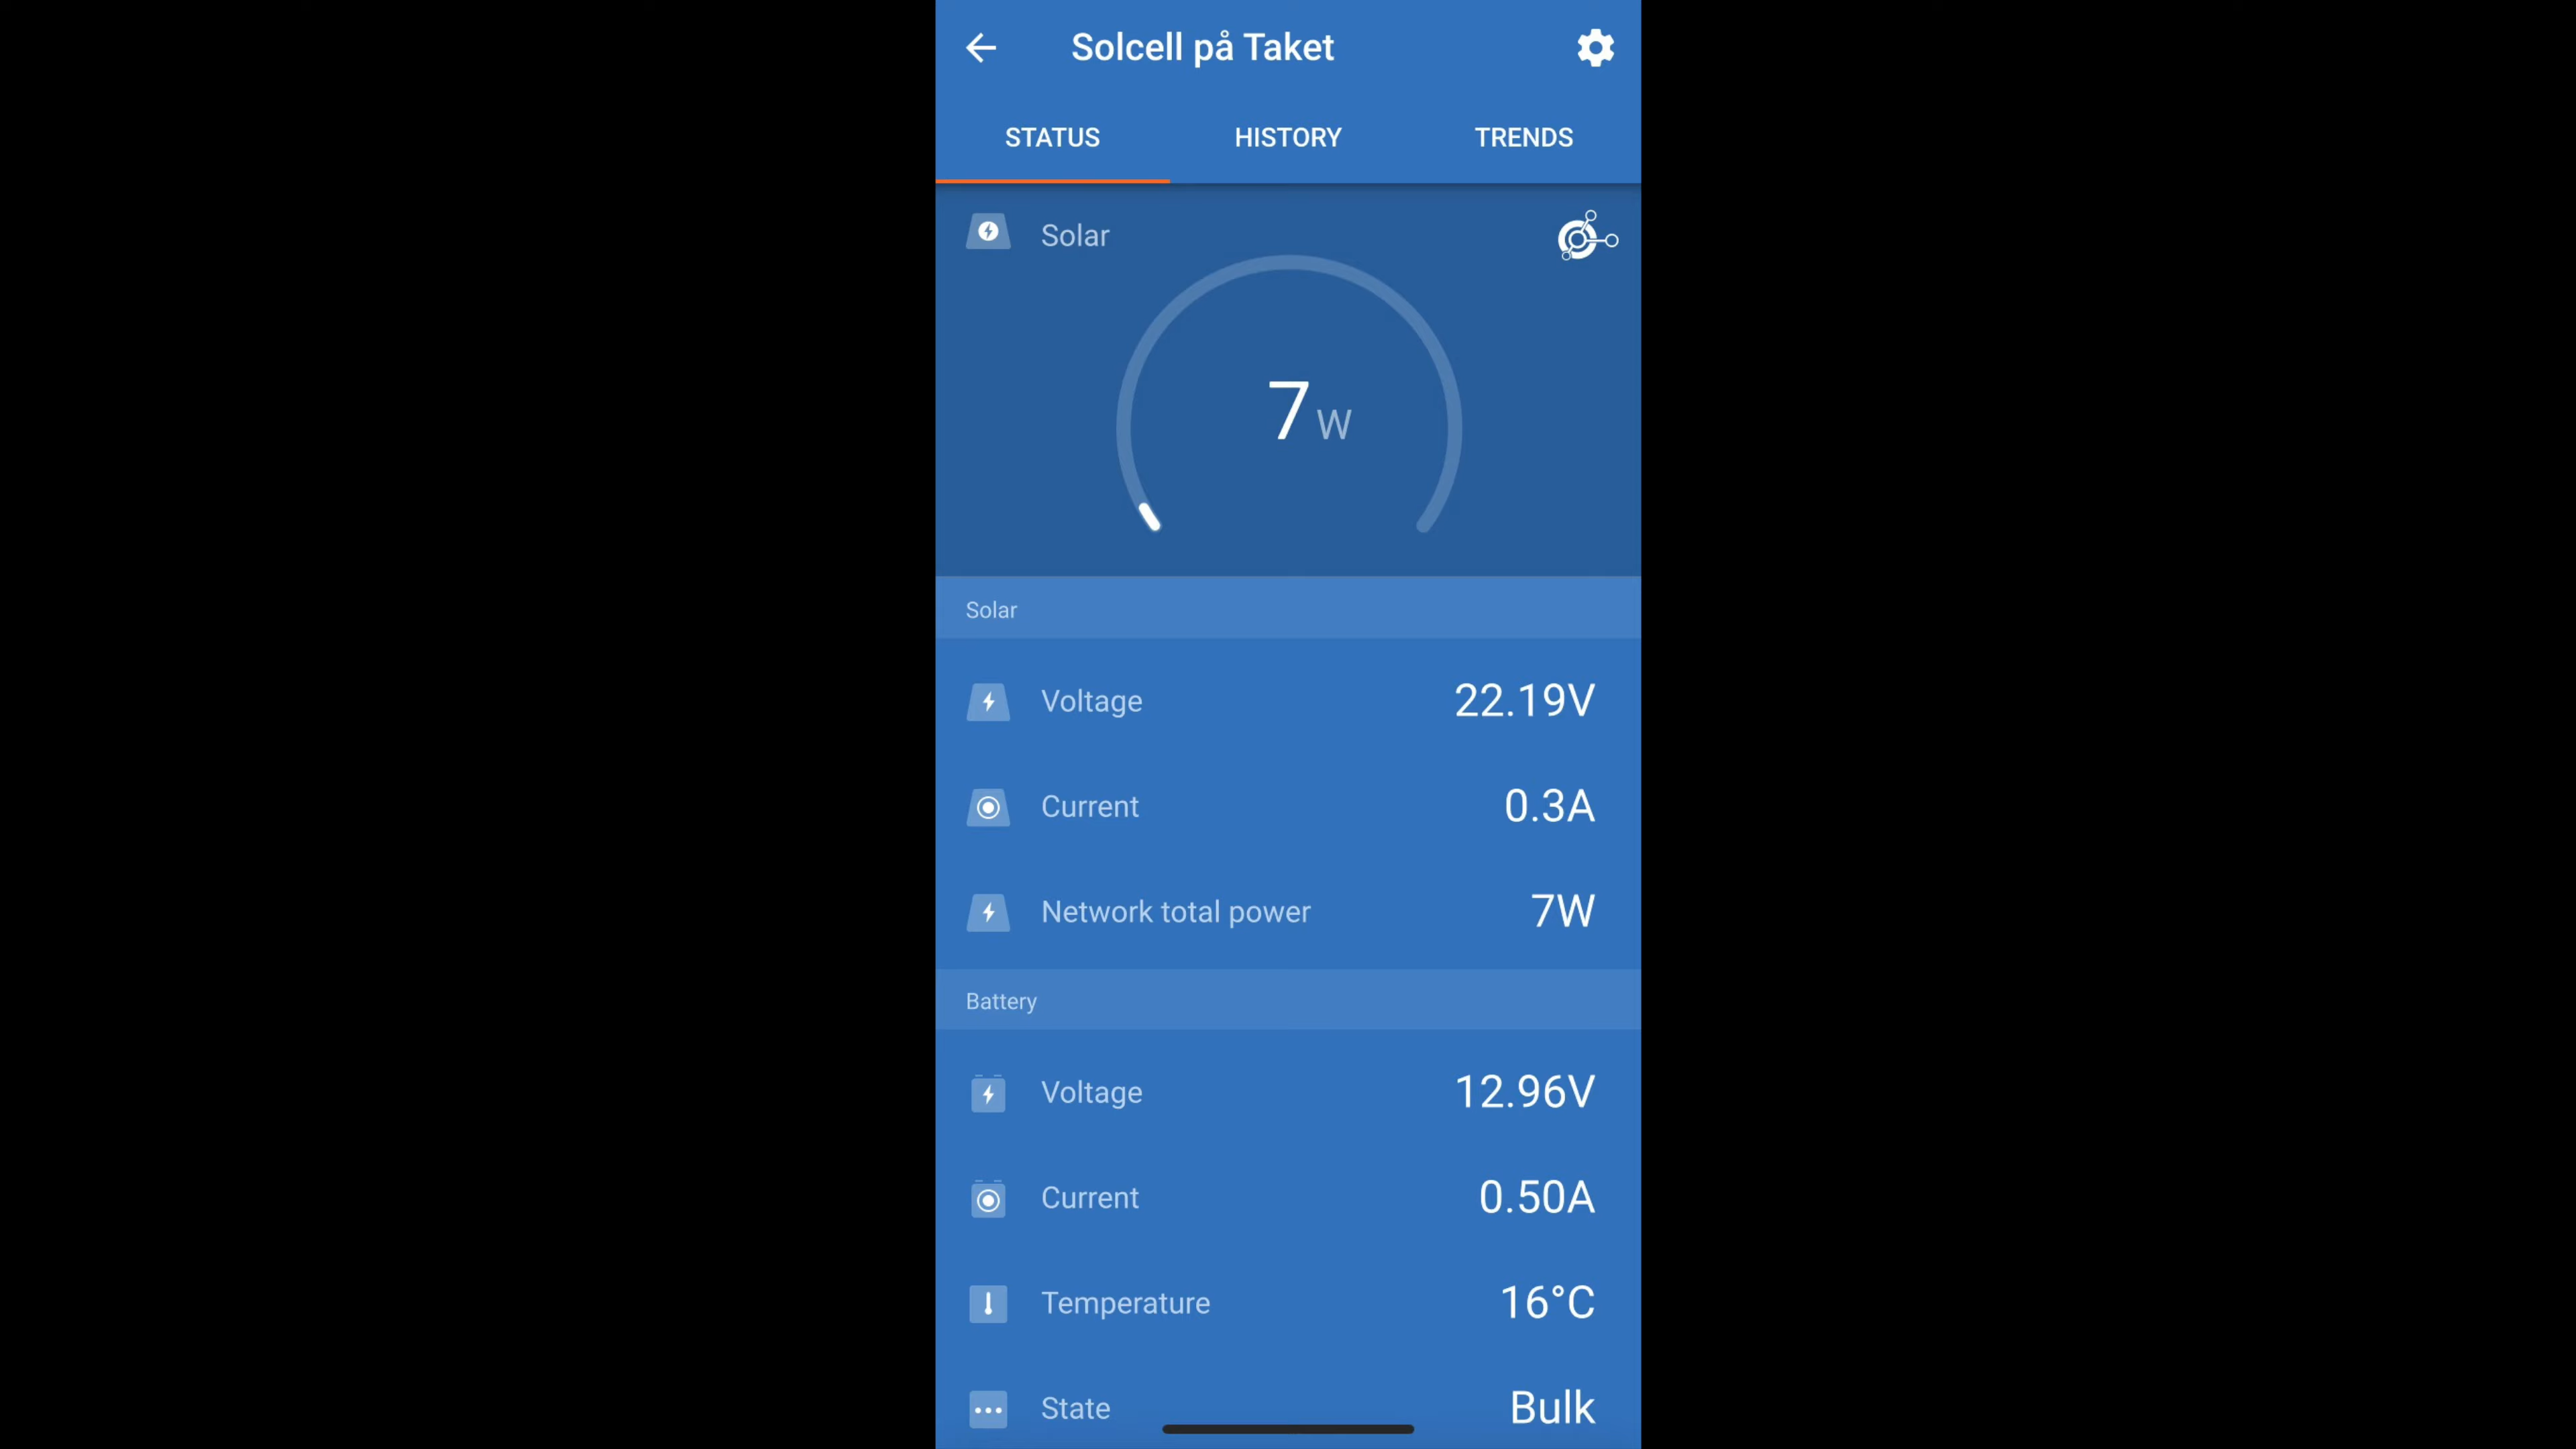 Solcell på Taket
STATUS HISTORY TRENDS
Solar
7 W
Solar
Voltage 22.19V
Current 0.3A
Network total power 7W
Battery
Voltage 12.96V
Current 0.50A
Temperature 16°C
State Bulk